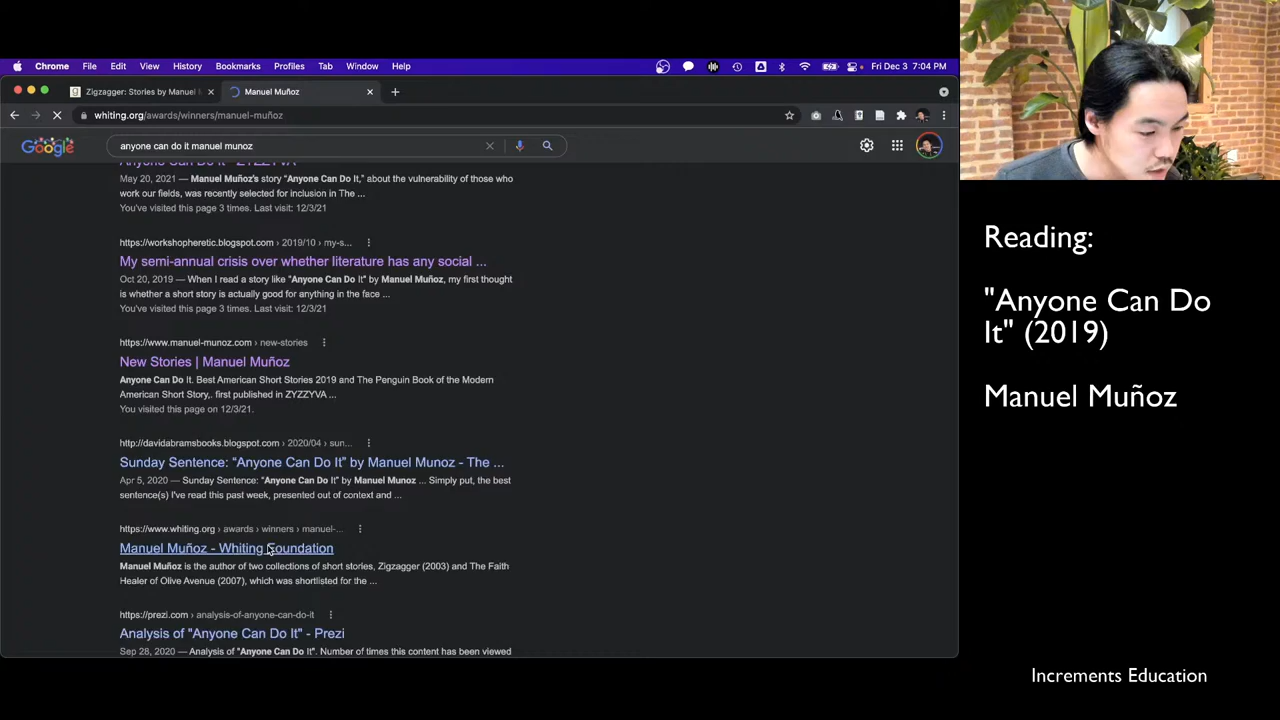 Chrome File Edit View History Bookmarks Profiles Tab Window Help Fri Dec 3 7:04 PM
Zigzagger: Stories by Manuel Manuel Muñoz
whiting.org/awards/winners/manuel-muñoz
Google anyone can do it manuel munoz
Anyone Can Do It - ZYZZYVA
May 20, 2021 — Manuel Muñoz's story "Anyone Can Do It," about the vulnerability of those who
work our fields, was recently selected for inclusion in The ...
You've visited this page 3 times. Last visit: 12/3/21
https://workshopheretic.blogspot.com › 2019/10 › my-s...
My semi-annual crisis over whether literature has any social ...
Oct 20, 2019 — When I read a story like "Anyone Can Do It" by Manuel Muñoz, my first thought
is whether a short story is actually good for anything in the face ...
You've visited this page 3 times. Last visit: 12/3/21
https://www.manuel-munoz.com › new-stories
New Stories | Manuel Muñoz
Anyone Can Do It. Best American Short Stories 2019 and The Penguin Book of the Modern
American Short Story,. first published in ZYZZYVA ...
You visited this page on 12/3/21.
http://davidabramsbooks.blogspot.com › 2020/04 › sun...
Sunday Sentence: “Anyone Can Do It” by Manuel Munoz - The ...
Apr 5, 2020 — Sunday Sentence: “Anyone Can Do It” by Manuel Munoz ... Simply put, the best
sentence(s) I've read this past week, presented out of context and ...
https://www.whiting.org › awards › winners › manuel-...
Manuel Muñoz - Whiting Foundation
Manuel Muñoz is the author of two collections of short stories, Zigzagger (2003) and The Faith
Healer of Olive Avenue (2007), which was shortlisted for the ...
https://prezi.com › analysis-of-anyone-can-do-it
Analysis of "Anyone Can Do It" - Prezi
Sep 28, 2020 — Analysis of "Anyone Can Do It". Number of times this content has been viewed
Reading:
"Anyone Can Do
It" (2019)
Manuel Muñoz
Increments Education